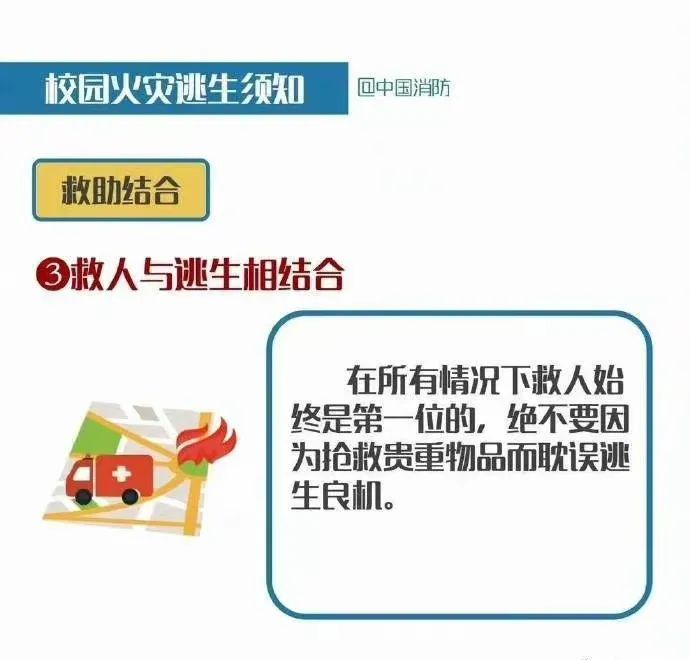 校园火灾逃生须知
@中国消防
救助结合
❸救人与逃生相结合
在所有情况下救人始
终是第一位的，绝不要因
为抢救贵重物品而耽误逃
生良机。